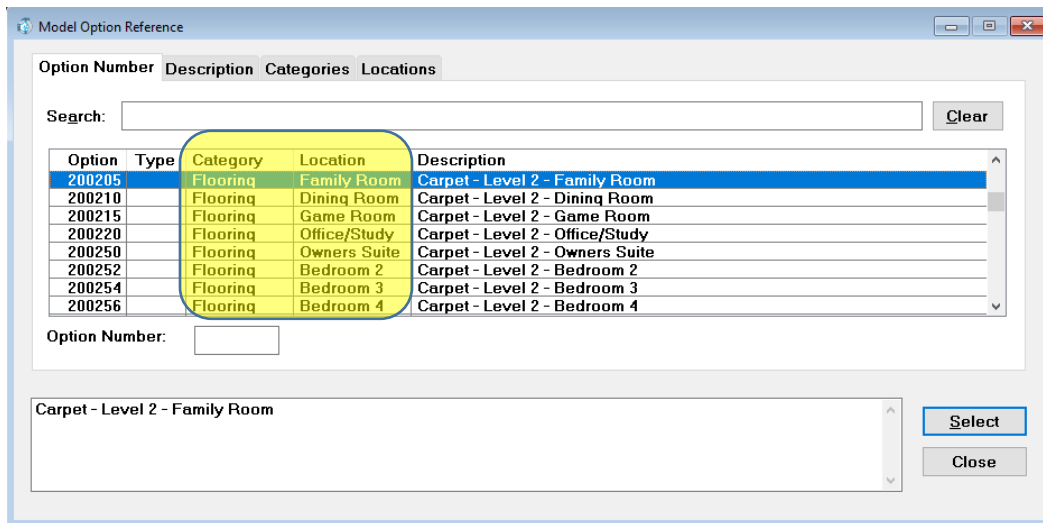 Model Option Reference
Option Number Description Categories Locations
Search: Clear
Option Type Category Location Description
200205 Flooring Family Room Carpet - Level 2 - Family Room
200210 Flooring Dining Room Carpet - Level 2 - Dining Room
200215 Flooring Game Room Carpet - Level 2 - Game Room
200220 Flooring Office/Study Carpet - Level 2 - Office/Study
200250 Flooring Owners Suite Carpet - Level 2 - Owners Suite
200252 Flooring Bedroom 2 Carpet - Level 2 - Bedroom 2
200254 Flooring Bedroom 3 Carpet - Level 2 - Bedroom 3
200256 Flooring Bedroom 4 Carpet - Level 2 - Bedroom 4
Option Number:
Carpet - Level 2 - Family Room
Select
Close